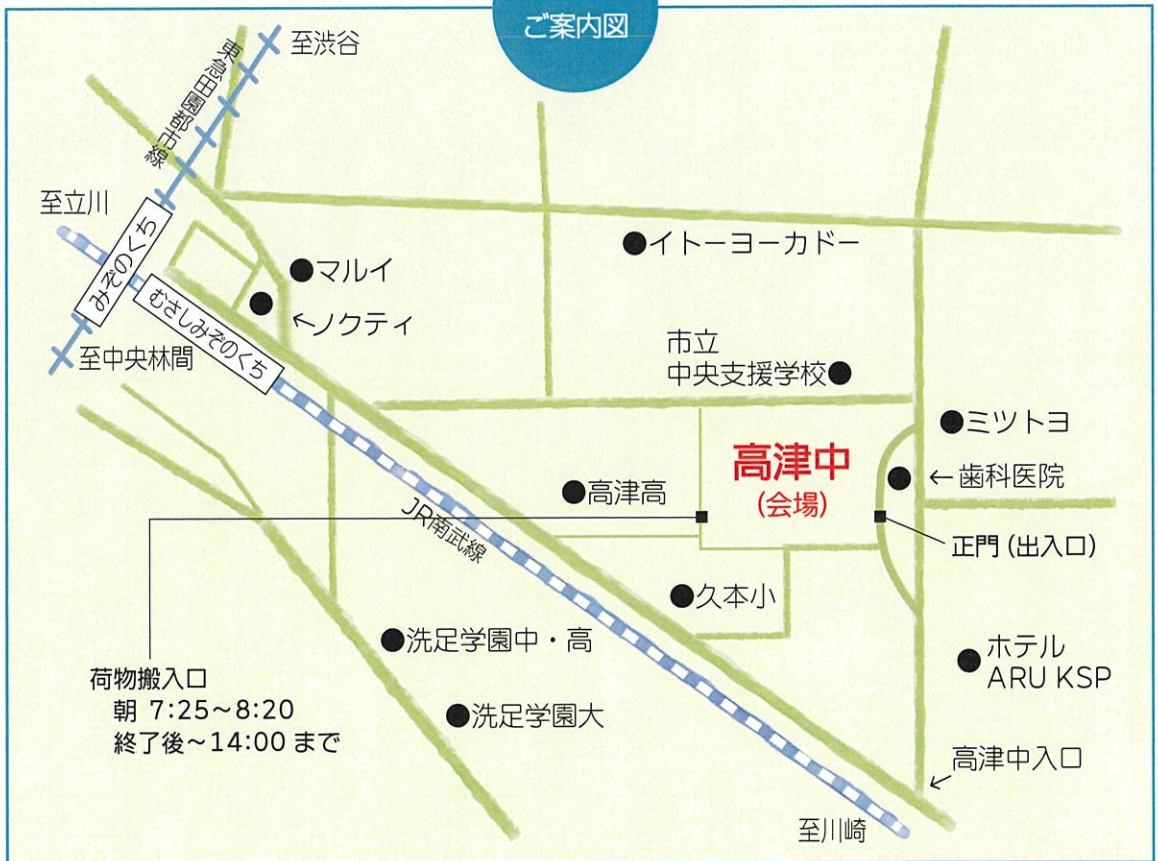 ご案内図
至渋谷
東急田園都市線
至立川
みぞのくち
むさしみぞのくち
至中央林間
マルイ
←ノクティ
イトーヨーカドー
市立
中央支援学校
ミツトヨ
←歯科医院
高津中
(会場)
高津高
JR南武線
正門(出入口)
久本小
洗足学園中・高
洗足学園大
荷物搬入口
朝 7:25～8:20
終了後～14:00 まで
ホテル
ARU KSP
高津中入口
至川崎